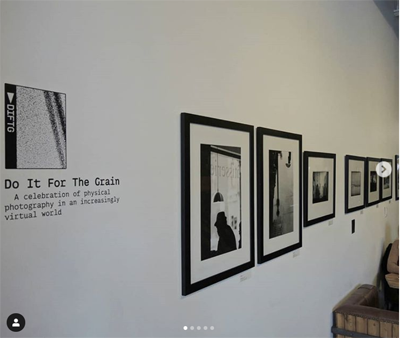 DIFTG
Do It For The Grain
A celebration of physical
photography in an increasingly
virtual world